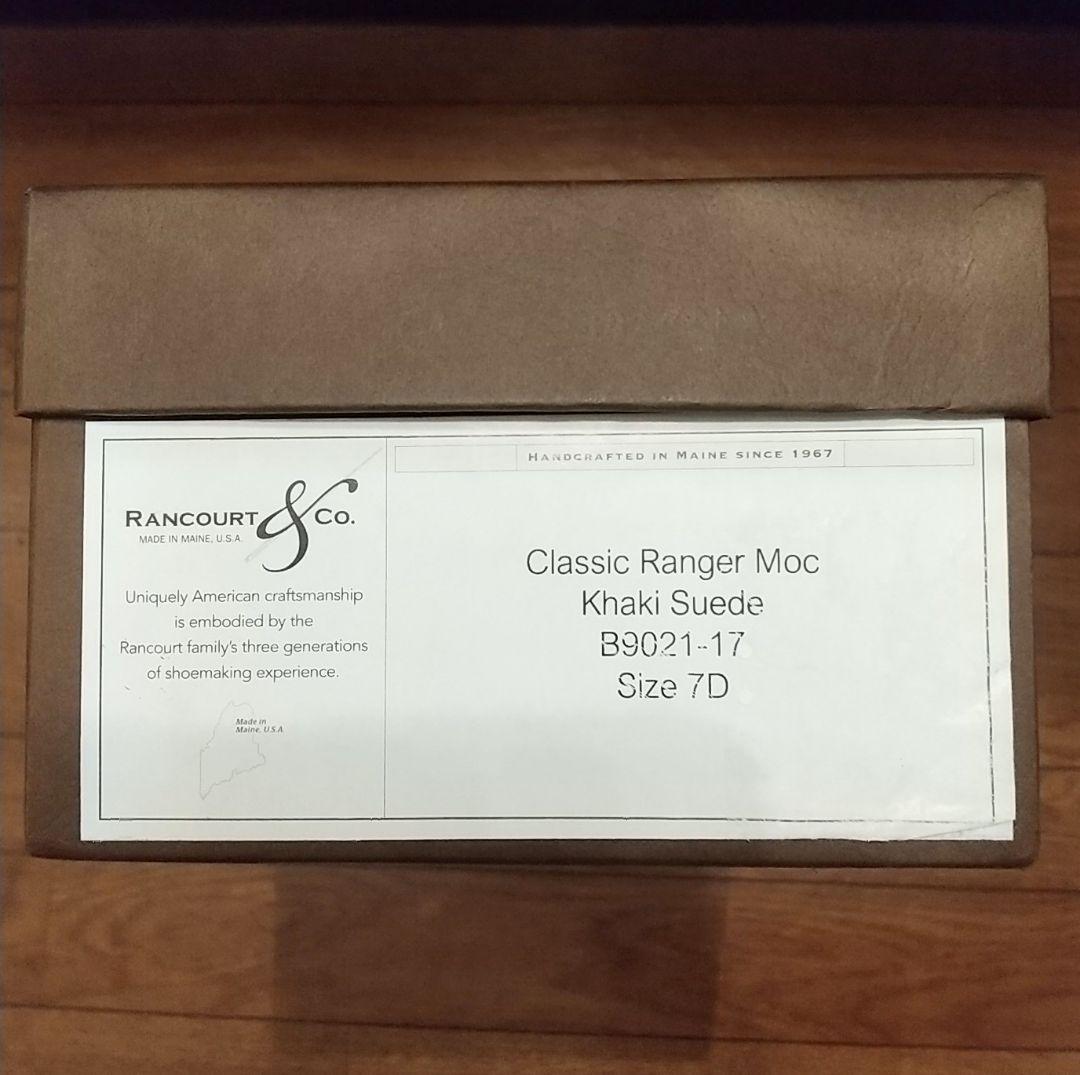 RANCOURT & CO.
MADE IN MAINE, U.S.A.
Uniquely American craftsmanship
is embodied by the
Rancourt family's three generations
of shoemaking experience.
Made in
Maine, U.S.A.
HANDCRAFTED IN MAINE SINCE 1967
Classic Ranger Moc
Khaki Suede
B9021-17
Size 7D